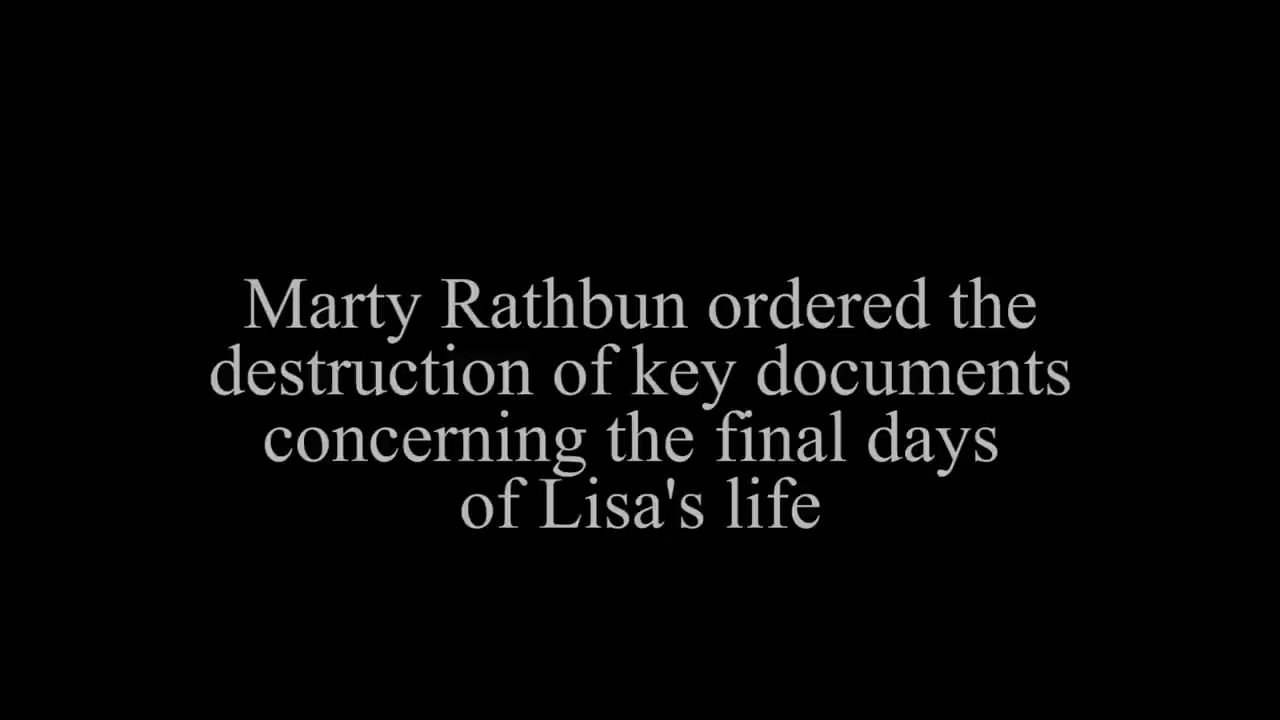 Marty Rathbun ordered the
destruction of key documents
concerning the final days
of Lisa's life